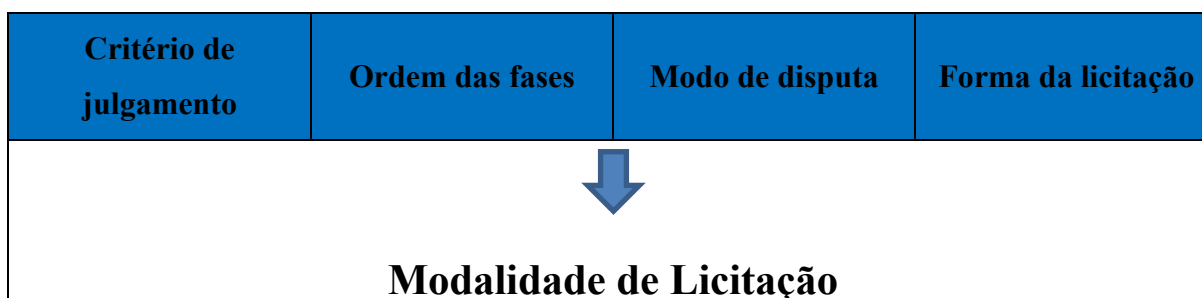 Critério de
julgamento
Ordem das fases
Modo de disputa
Forma da licitação
Modalidade de Licitação